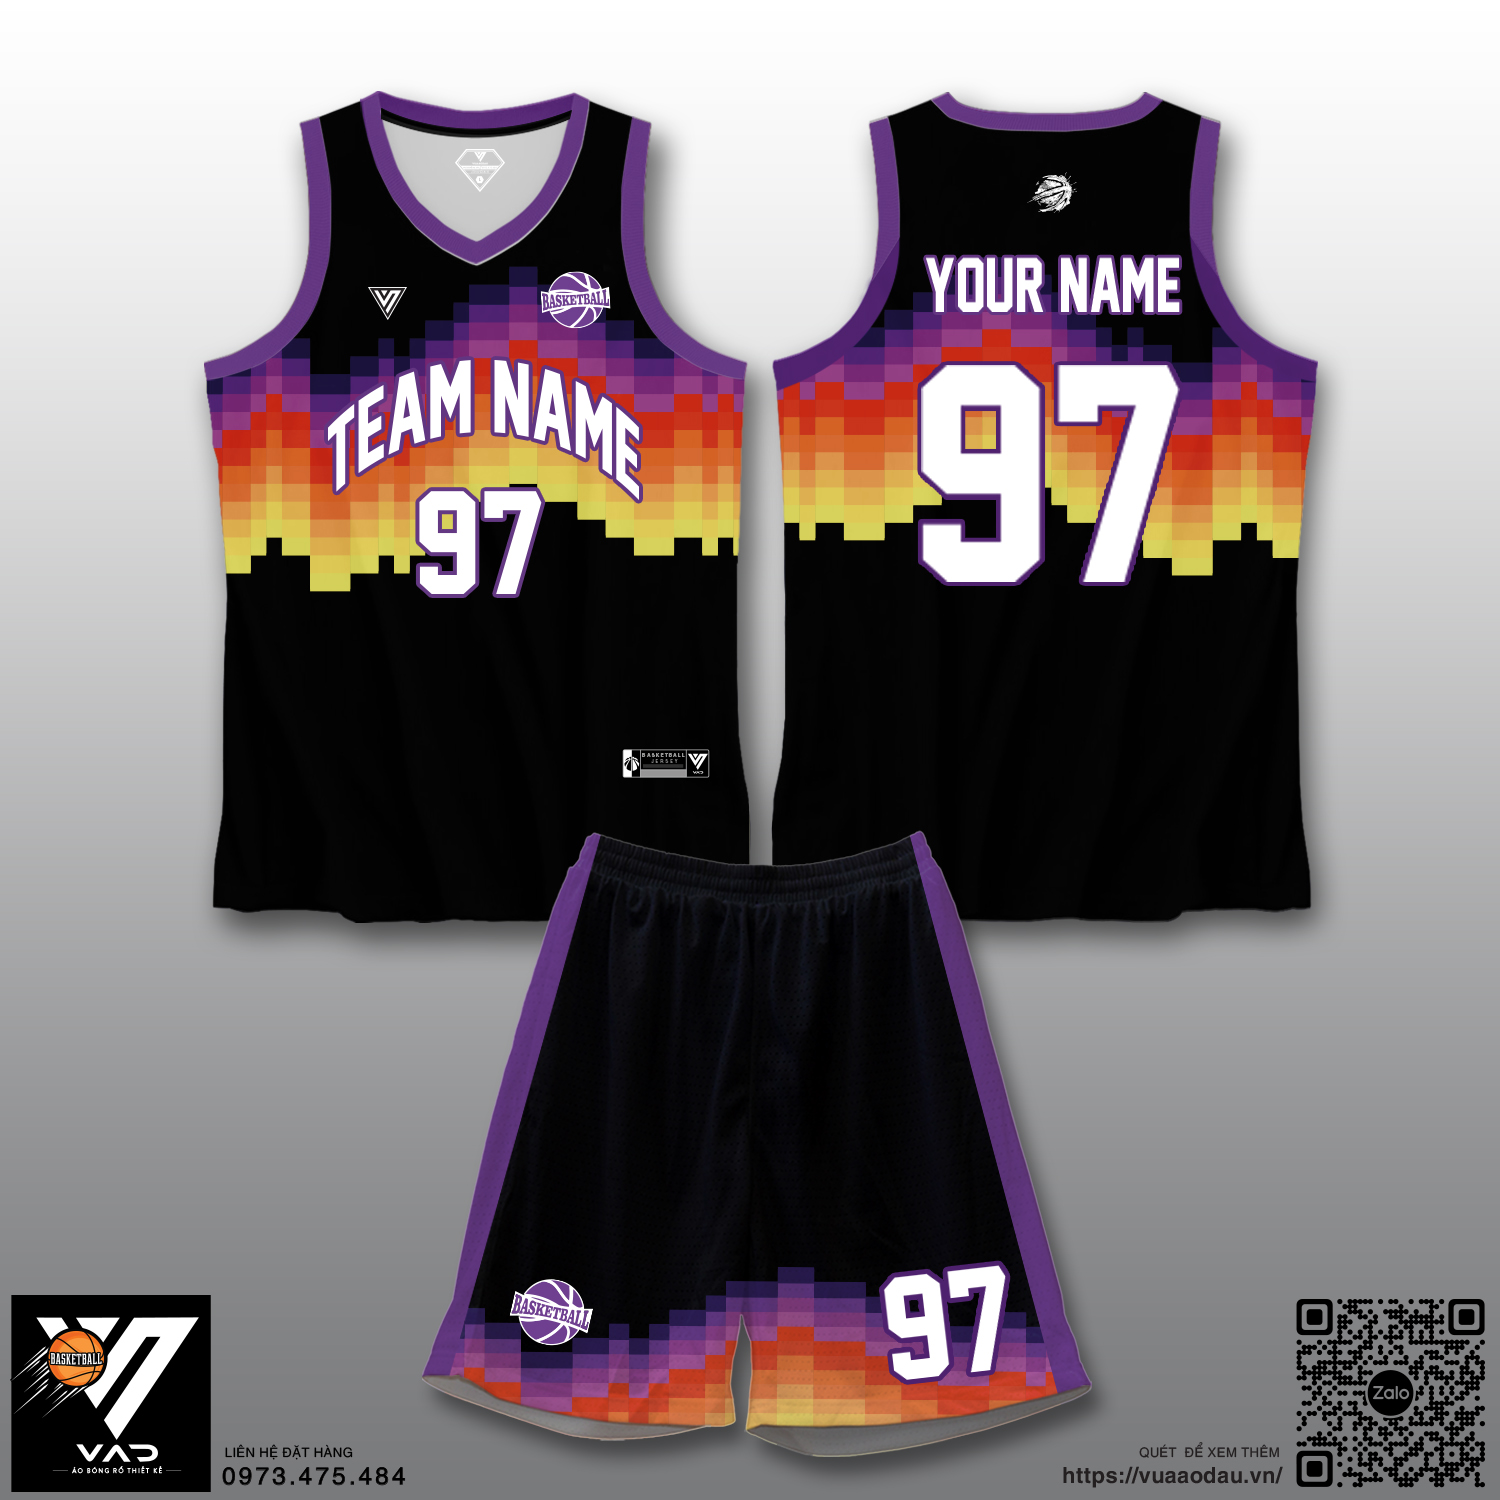 BASKETBALL
TEAM NAME
97
YOUR NAME
97
BASKETBALL
JERSEY
VAD
BASKETBALL
97
BASKETBALL
VAD
ÁO BÓNG RỔ THIẾT KẾ
LIÊN HỆ ĐẶT HÀNG
0973.475.484
QUÉT ĐỂ XEM THÊM
https://vuaaodau.vn/
Zalo